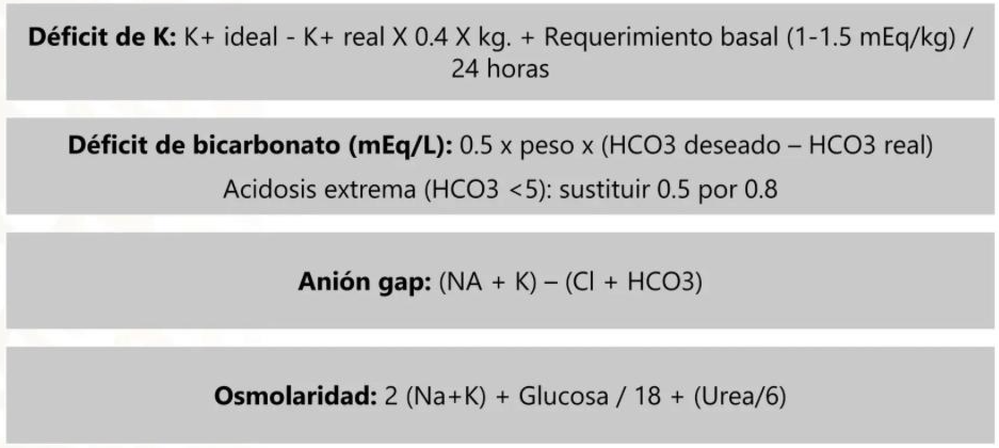 Déficit de K: K+ ideal - K+ real X 0.4 X kg. + Requerimiento basal (1-1.5 mEq/kg) /
24 horas
Déficit de bicarbonato (mEq/L): 0.5 x peso x (HCO3 deseado – HCO3 real)
Acidosis extrema (HCO3 <5): sustituir 0.5 por 0.8
Anión gap: (NA + K) – (Cl + HCO3)
Osmolaridad: 2 (Na+K) + Glucosa / 18 + (Urea/6)